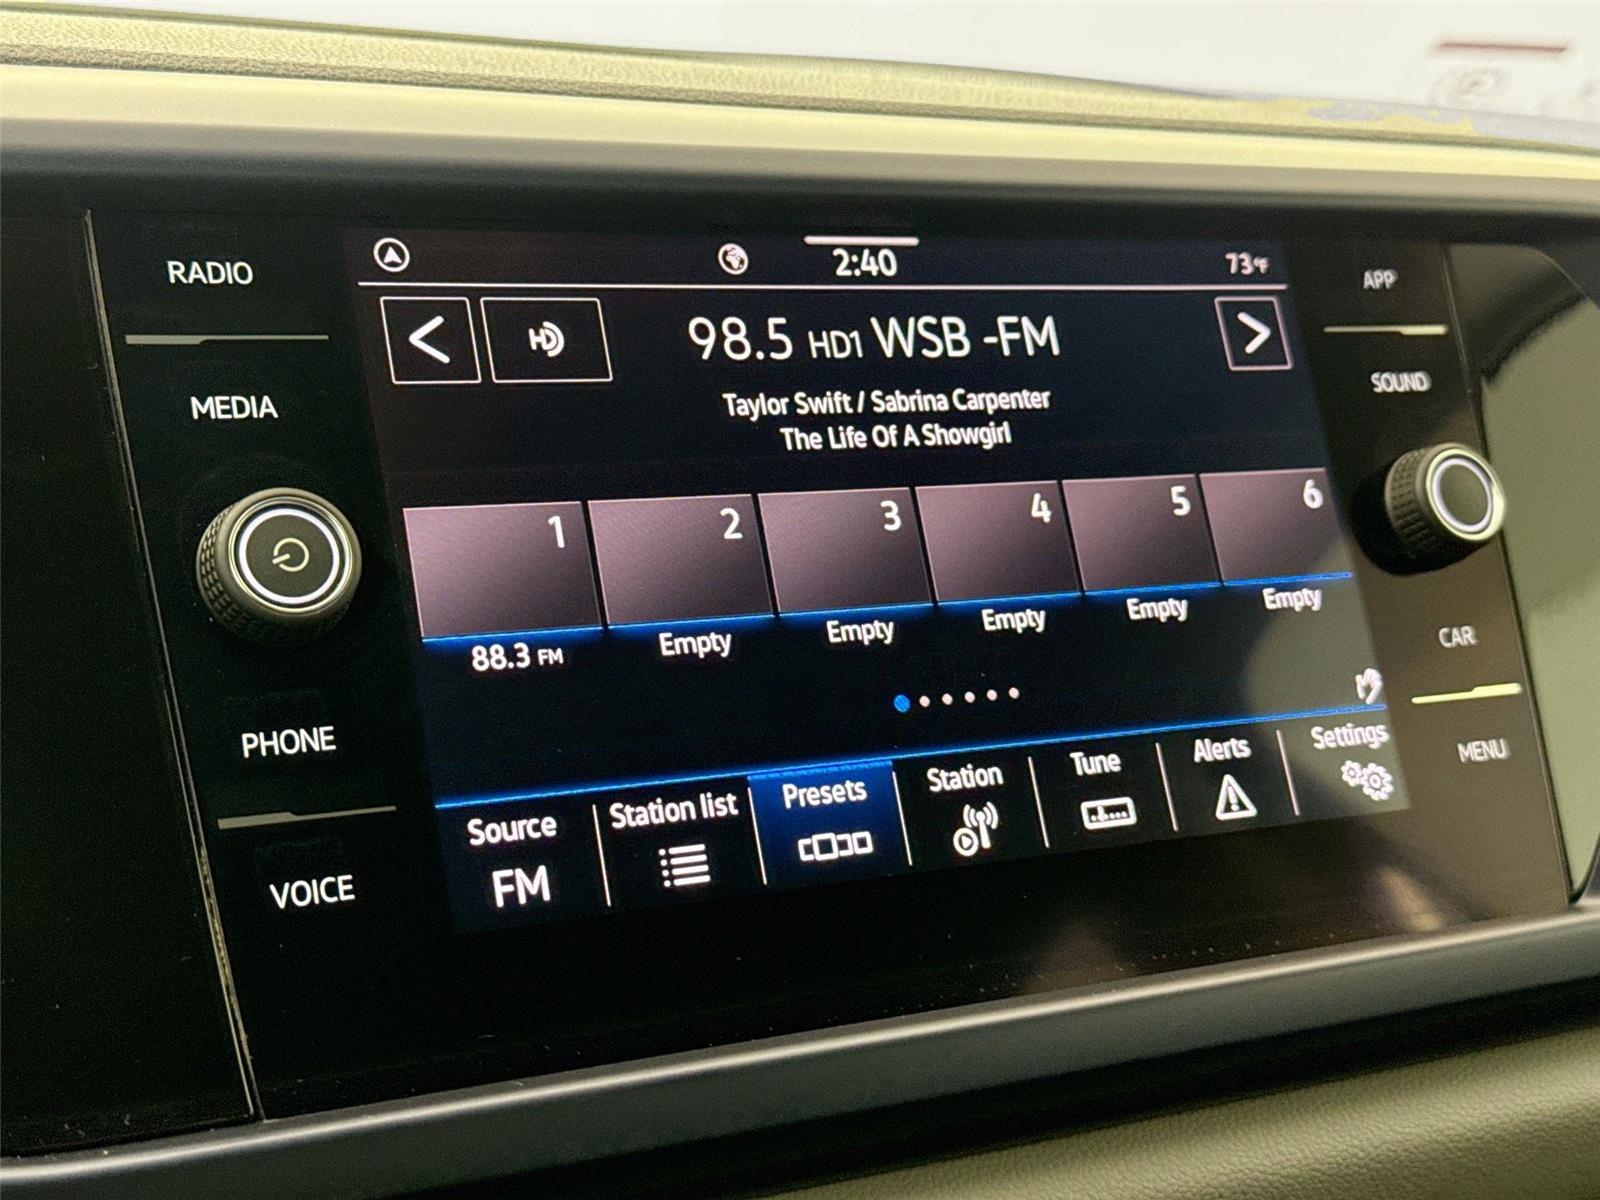 RADIO
MEDIA
PHONE
VOICE
2:40
73°F
HD
98.5 HD1 WSB -FM
Taylor Swift / Sabrina Carpenter
The Life Of A Showgirl
1
2
3
4
5
6
88.3 FM
Empty
Empty
Empty
Empty
Empty
Source
FM
Station list
Presets
Station
Tune
Alerts
Settings
APP
SOUND
CAR
MENU